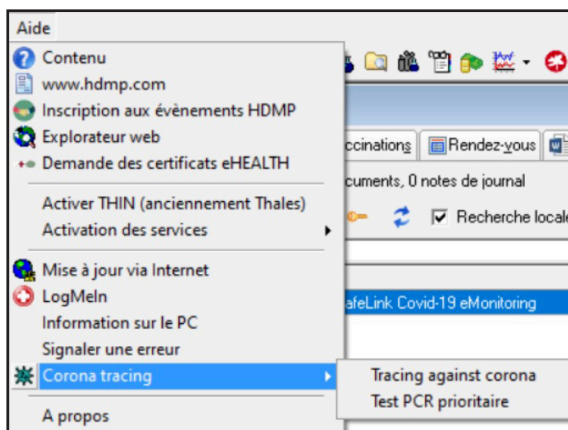 Aide
Contenu
www.hdmp.com
Inscription aux évènements HDMP
Explorateur web
Demande des certificats eHEALTH
Activer THIN (anciennement Thales)
Activation des services
Mise à jour via Internet
LogMeIn
Information sur le PC
Signaler une erreur
Corona tracing
A propos
Tracing against corona
Test PCR prioritaire
ccinations Rendez-vous
cuments, 0 notes de journal
Recherche locale
afeLink Covid-19 eMonitoring